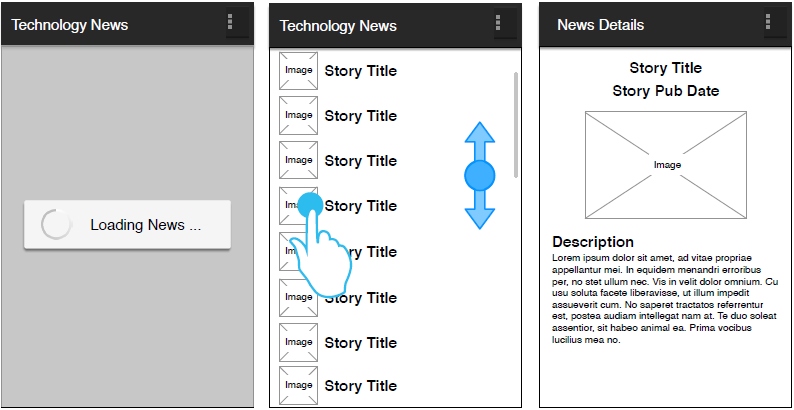 Technology News
Loading News ...
Technology News
Image Story Title
Image Story Title
Image Story Title
Story Title
Story Title
Image Story Title
Image Story Title
Image Story Title
News Details
Story Title
Story Pub Date
Image
Description
Lorem ipsum dolor sit amet, ad vitae propriae
appellantur mei. In equidem menandri erroribus
per, no stet ullum nec. Vis in velit dolor omnium. Cu
usu soluta facete liberavisse, ut illum impedit
assueverit cum. No saperet tractatos referrentur
est, postea audiam intellegat nam at. Te duo soleat
assentior, sit habeo animal ea. Prima vocibus
lucilius mea no.